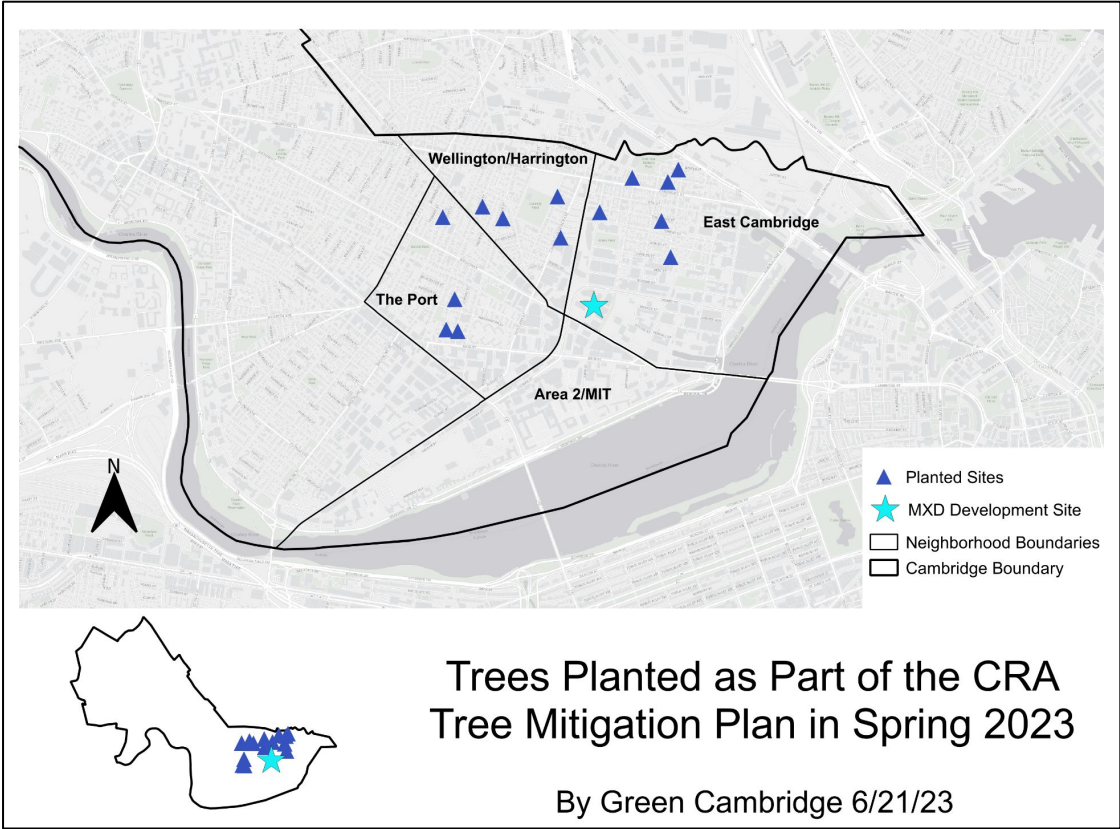 Wellington/Harrington
East Cambridge
The Port
Area 2/MIT
N
Planted Sites
MXD Development Site
Neighborhood Boundaries
Cambridge Boundary
Trees Planted as Part of the CRA
Tree Mitigation Plan in Spring 2023
By Green Cambridge 6/21/23